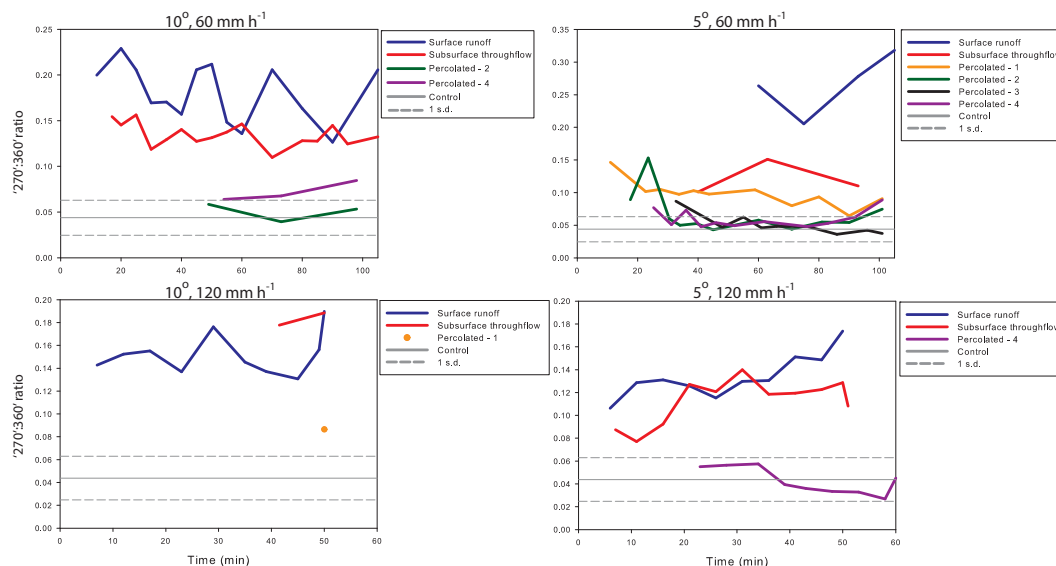 10o, 60 mm h-1
'270':'360' ratio
0.25
0.20
0.15
0.10
0.05
0.00
0
20
40
60
80
100
Surface runoff
Subsurface throughflow
Percolated - 2
Percolated - 4
Control
1 s.d.
5o, 60 mm h-1
0.35
0.30
0.25
0.20
0.15
0.10
0.05
0.00
0
20
40
60
80
100
Surface runoff
Subsurface throughflow
Percolated - 1
Percolated - 2
Percolated - 3
Percolated - 4
Control
1 s.d.
10o, 120 mm h-1
'270':'360' ratio
0.20
0.18
0.16
0.14
0.12
0.10
0.08
0.06
0.04
0.02
0.00
0
10
20
30
40
50
60
Time (min)
Surface runoff
Subsurface throughflow
Percolated - 1
Control
1 s.d.
5o, 120 mm h-1
0.20
0.18
0.16
0.14
0.12
0.10
0.08
0.06
0.04
0.02
0.00
0
10
20
30
40
50
60
Time (min)
Surface runoff
Subsurface throughflow
Percolated - 4
Control
1 s.d.